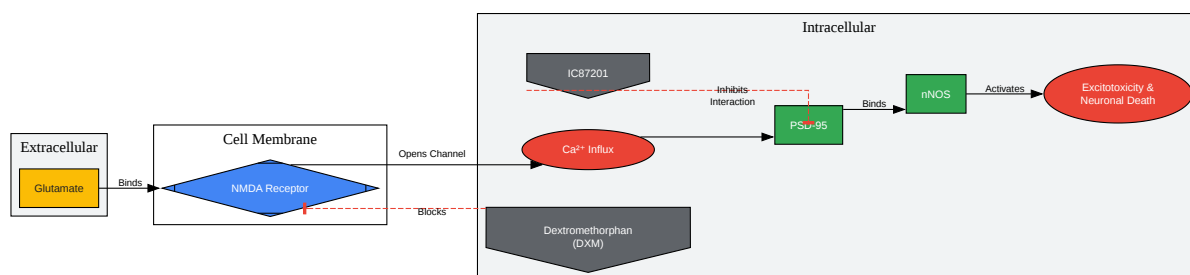 Intracellular
IC87201
Inhibits
Interaction
nNOS
Activates
Excitotoxicity &
Neuronal Death
PSD-95
Binds
Extracellular
Glutamate
Binds
Cell Membrane
NMDA Receptor
Opens Channel
Ca²⁺ Influx
Blocks
Dextromethorphan
(DXM)